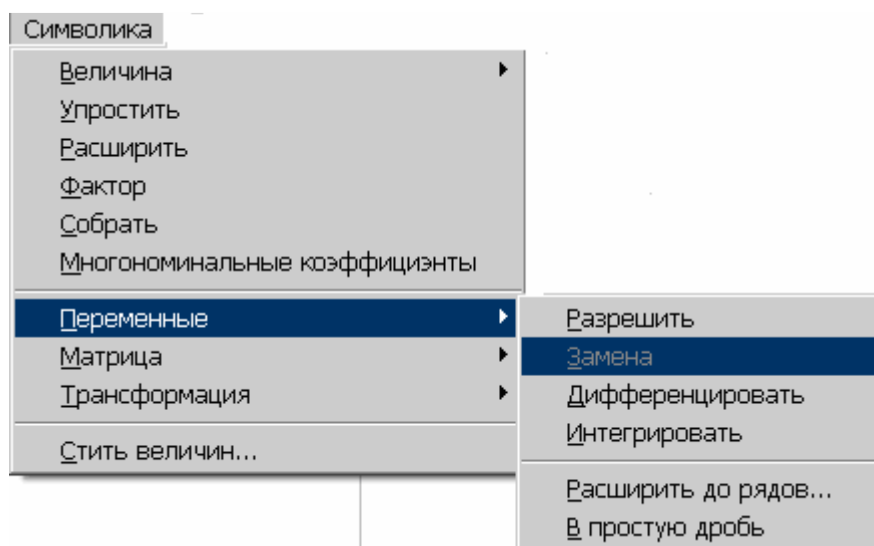 Символика
Величина
Упростить
Расширить
Фактор
Собрать
Многономинальные коэффициэнты
Переменные
Матрица
Трансформация
Стить величин...
Разрешить
Замена
Дифференцировать
Интегрировать
Расширить до рядов...
В простую дробь